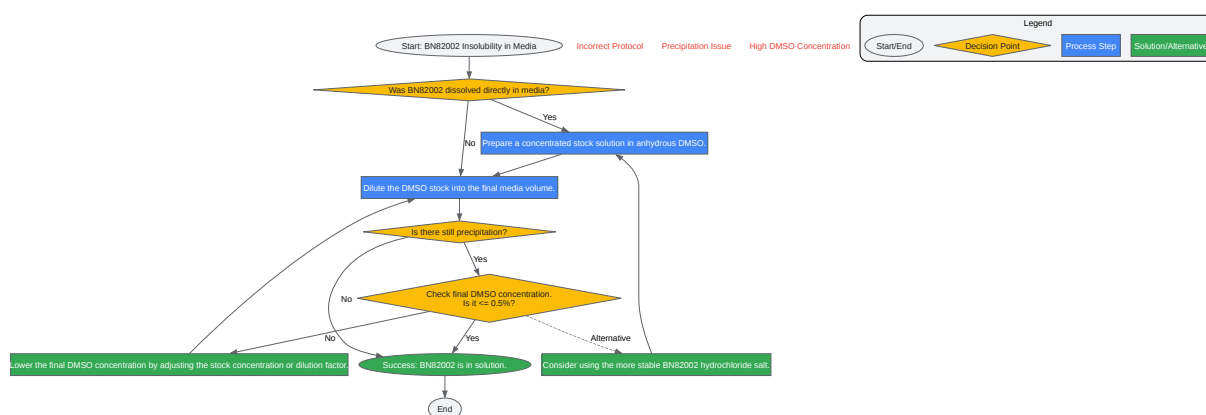 Legend
Start/End
Decision Point
Process Step
Solution/Alternative
Start: BN82002 Insolubility in Media
Incorrect Protocol
Precipitation Issue
High DMSO Concentration
Was BN82002 dissolved directly in media?
Yes
No
Prepare a concentrated stock solution in anhydrous DMSO.
Dilute the DMSO stock into the final media volume.
Is there still precipitation?
Yes
No
Check final DMSO concentration.
Is it <= 0.5%?
No
Yes
Alternative
Lower the final DMSO concentration by adjusting the stock concentration or dilution factor.
Success: BN82002 is in solution.
Consider using the more stable BN82002 hydrochloride salt.
End